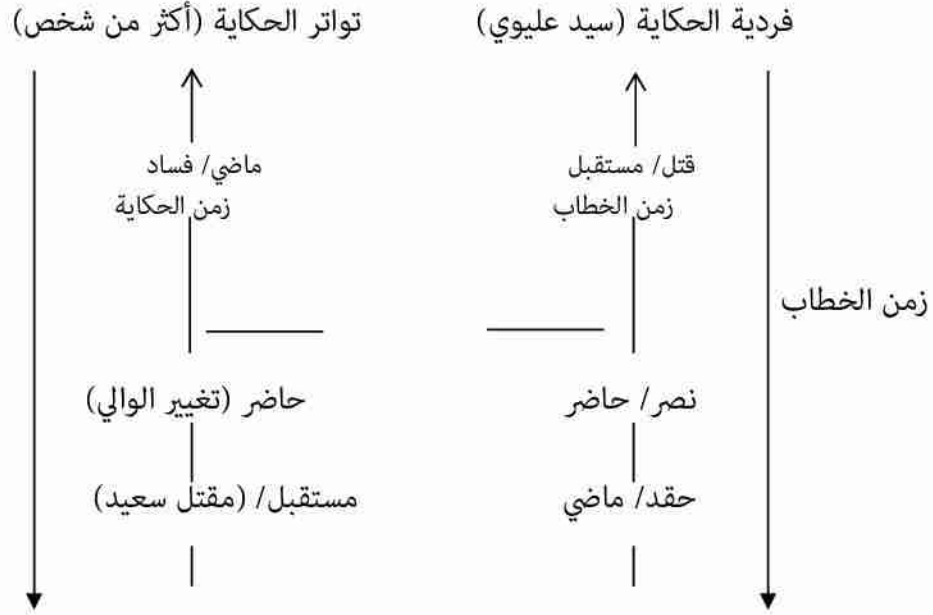 فردية الحكاية (سيد عليوي)
تواتر الحكاية (أكثر من شخص)
قتل/ مستقبل
ماضي/ فساد
زمن الخطاب
زمن الحكاية
زمن الخطاب
نصر/ حاضر
حاضر (تغيير الوالي)
حقد/ ماضي
مستقبل/ (مقتل سعيد)